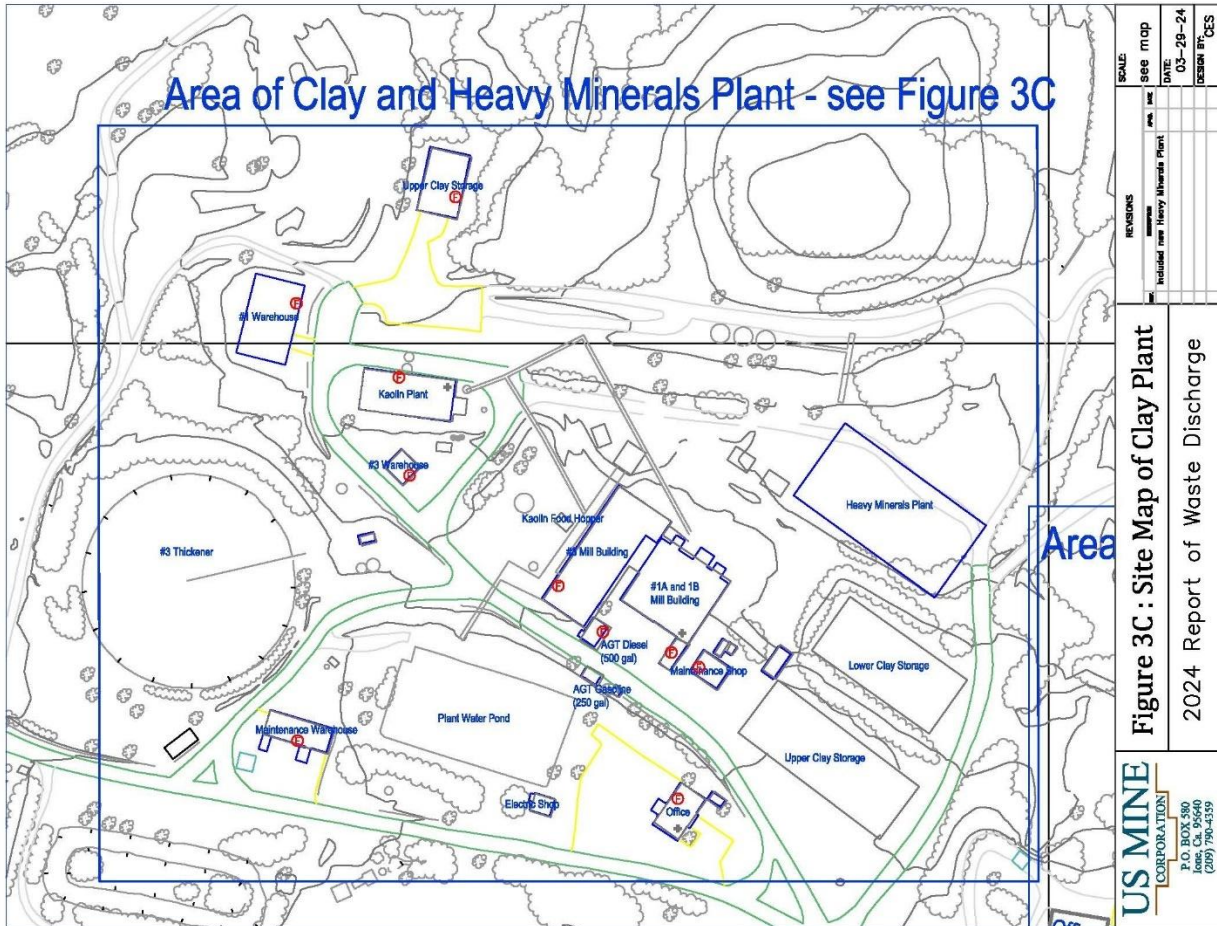 Area of Clay and Heavy Minerals Plant - see Figure 3C
Upper Clay Storage
F
#1 Warehouse
F
Kaolin Plant
F
#3 Warehouse
F
#3 Thickener
Kaolin Food Hopper
#3 Mill Building
F
#1A and 1B
Mill Building
Heavy Minerals Plant
Area
AGT Diesel
(500 gal)
F
F
Maintenance Shop
F
Lower Clay Storage
AGT Gasoline
(250 gal)
Plant Water Pond
Maintenance Warehouse
F
Upper Clay Storage
Electric Shop
Office
F
SCALE:
see map
DATE:
03-29-24
DESIGN BY:
CES
REVISIONS
Included new Heavy Minerals Plant
Figure 3C : Site Map of Clay Plant
2024 Report of Waste Discharge
US MINE
CORPORATION
P.O. BOX 580
Ione, Ca. 95640
(209) 790-4359